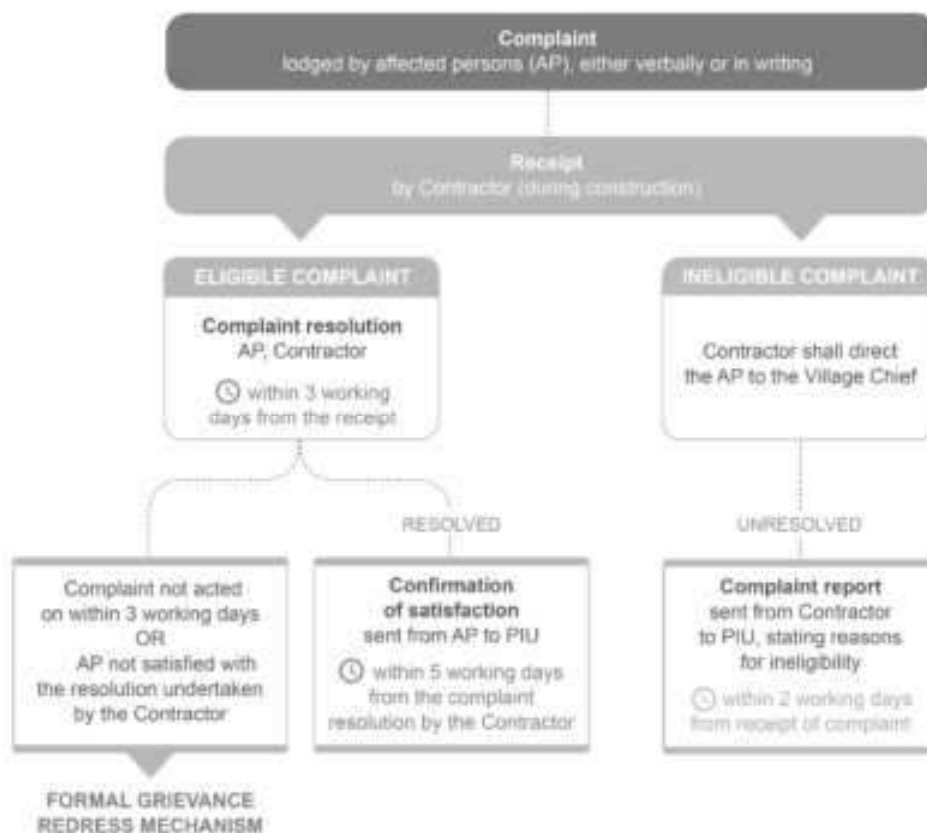 Complaint
lodged by affected persons (AP), either verbally or in writing
Receipt
by Contractor (during construction)
ELIGIBLE COMPLAINT
Complaint resolution
AP, Contractor
within 3 working
days from the receipt
INELIGIBLE COMPLAINT
Contractor shall direct
the AP to the Village Chief
RESOLVED
UNRESOLVED
Complaint not acted
on within 3 working days
OR
AP not satisfied with
the resolution undertaken
by the Contractor
Confirmation
of satisfaction
sent from AP to PIU
within 5 working days
from the complaint
resolution by the Contractor
Complaint report
sent from Contractor
to PIU, stating reasons
for ineligibility
within 2 working days
from receipt of complaint
FORMAL GRIEVANCE
REDRESS MECHANISM